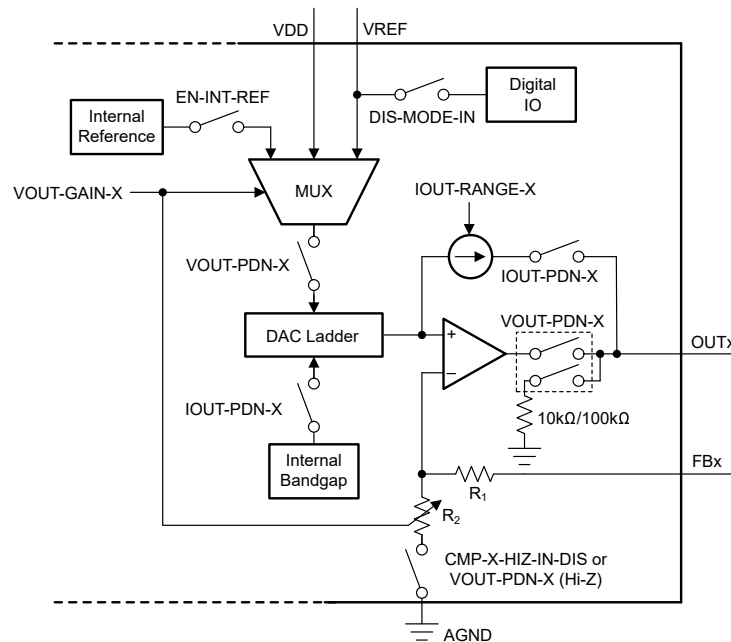 VDD
VREF
EN-INT-REF
Internal
Reference
DIS-MODE-IN
Digital
IO
VOUT-GAIN-X
MUX
IOUT-RANGE-X
VOUT-PDN-X
IOUT-PDN-X
DAC Ladder
+
–
VOUT-PDN-X
OUTx
IOUT-PDN-X
10kΩ/100kΩ
Internal
Bandgap
FBx
R₁
R₂
CMP-X-HIZ-IN-DIS or
VOUT-PDN-X (Hi-Z)
AGND